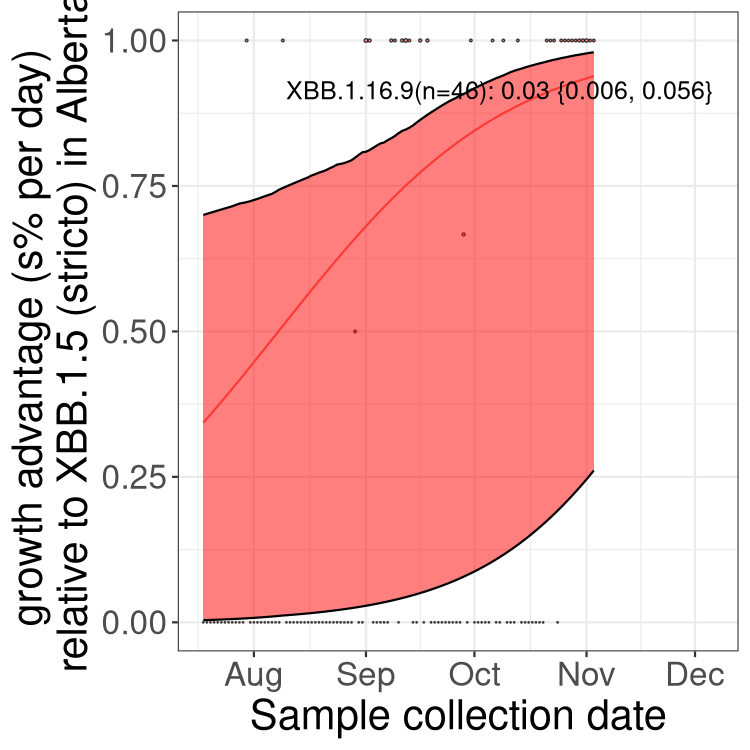 growth advantage (s% per day)
relative to XBB.1.5 (stricto) in Alberta
1.00
0.75
0.50
0.25
0.00
XBB.1.16.9(n=46): 0.03 {0.006, 0.056}
Aug Sep Oct Nov Dec
Sample collection date